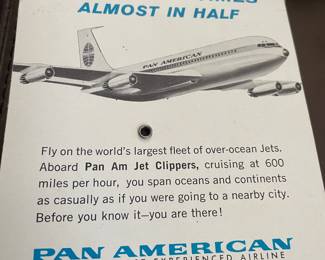 ALMOST IN HALF
PAN AMERICAN
Fly on the world's largest fleet of over-ocean Jets.
Aboard Pan Am Jet Clippers, cruising at 600
miles per hour, you span oceans and continents
as casually as if you were going to a nearby city.
Before you know it—you are there!
PAN AMERICAN
EXPERIENCED AIRLINE